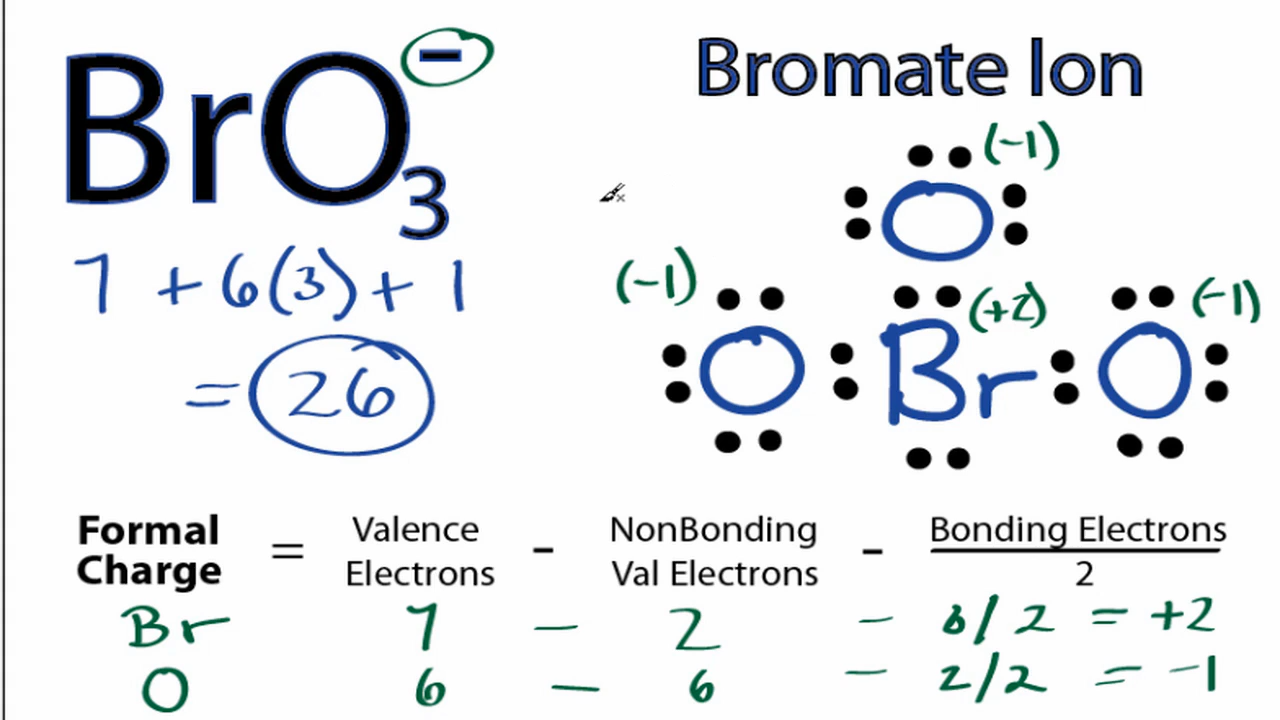 BrO₃⁻
7 + 6(3) + 1
= 26
Bromate Ion
(-1)
O
(-1) (+2) (-1)
O Br O
Formal Charge = Valence Electrons - NonBonding Val Electrons - Bonding Electrons / 2
Br 7 - 2 - 6/2 = +2
O 6 - 6 - 2/2 = -1